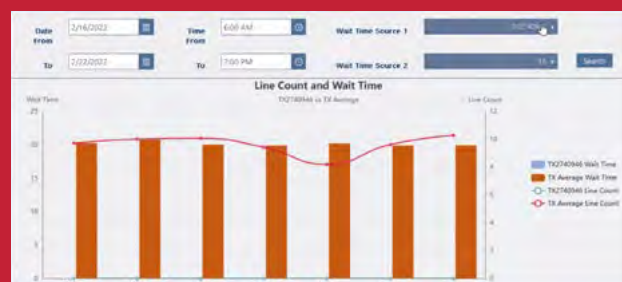 Date From 2/16/2022 Time From 6:00 AM Wait Time Source 1
To 2/22/2022 To 7:00 PM Wait Time Source 2 TX Search
Line Count and Wait Time
Wait Time TX2740946 vs TX Average Line Count
25 12
20 10
8
15
6
10
4
5
2
0 0
TX2740946 Wait Time
TX Average Wait Time
TX2740946 Line Count
TX Average Line Count